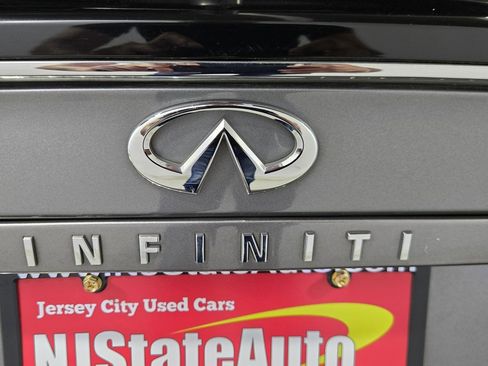 INFINITI
Jersey City Used Cars
NJStateAuto